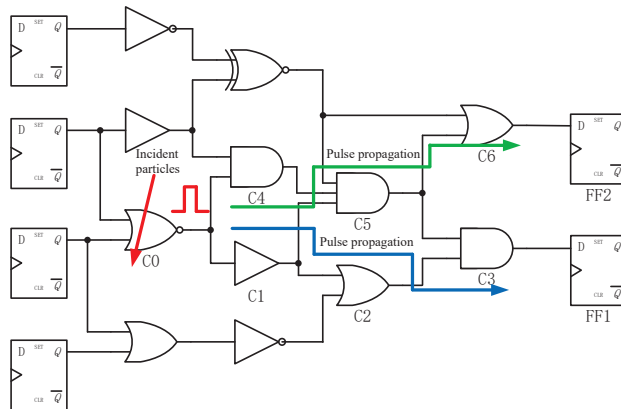 D SET Q
CLR Q
D SET Q
CLR Q
Incident
particles
Pulse propagation
C6
C4
D SET Q
CLR Q
FF2
C5
D SET Q
CLR Q
C0
Pulse propagation
C1
C2
C3
D SET Q
CLR Q
FF1
D SET Q
CLR Q